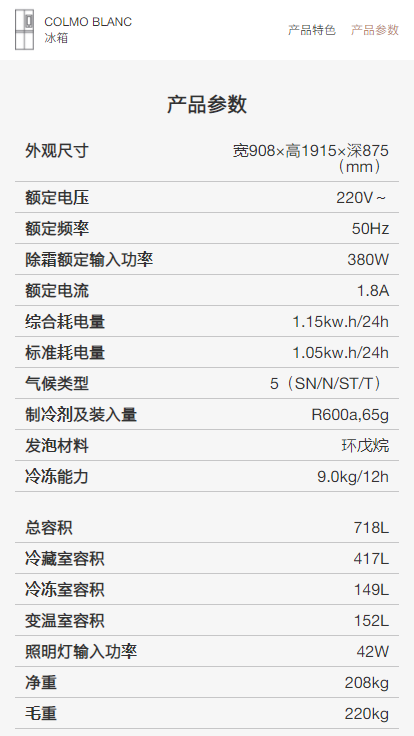 COLMO BLANC
冰箱
产品特色 产品参数
产品参数
外观尺寸 宽908×高1915×深875
（mm）
额定电压 220V～
额定频率 50Hz
除霜额定输入功率 380W
额定电流 1.8A
综合耗电量 1.15kw.h/24h
标准耗电量 1.05kw.h/24h
气候类型 5（SN/N/ST/T）
制冷剂及装入量 R600a,65g
发泡材料 环戊烷
冷冻能力 9.0kg/12h
总容积 718L
冷藏室容积 417L
冷冻室容积 149L
变温室容积 152L
照明灯输入功率 42W
净重 208kg
毛重 220kg